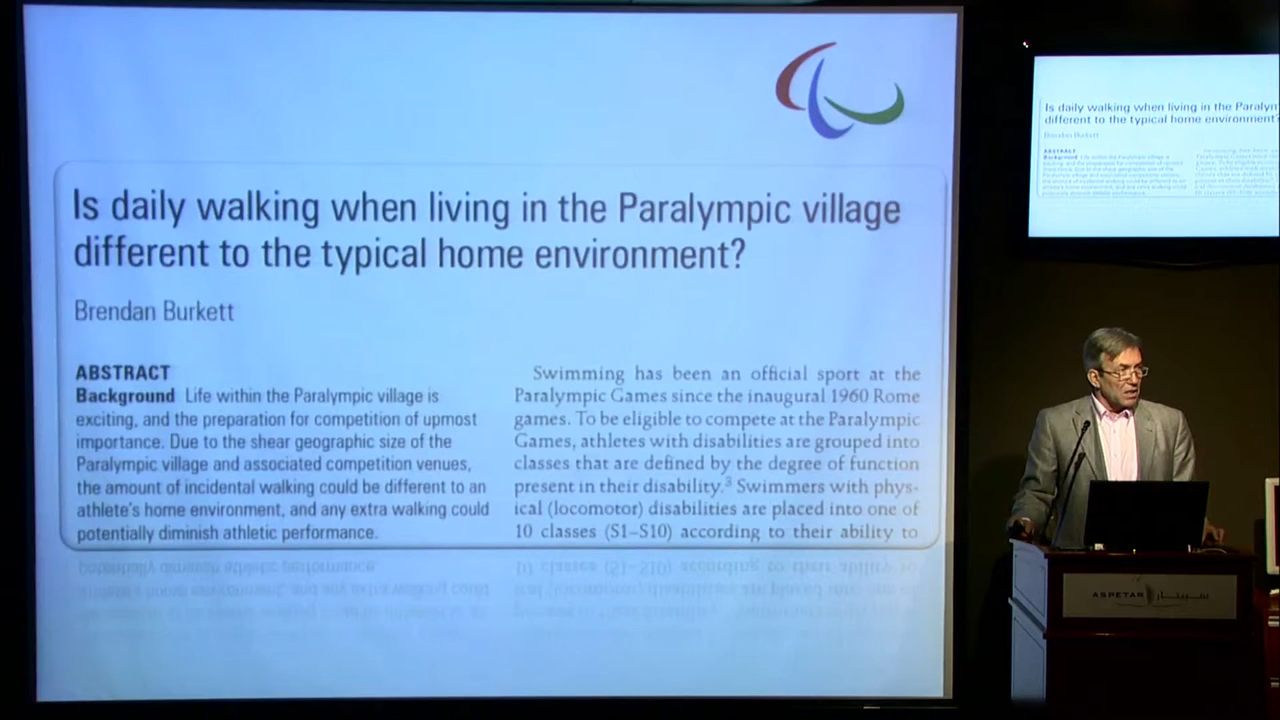 Is daily walking when living in the Paralympic village
different to the typical home environment?
Brendan Burkett
ABSTRACT
Background Life within the Paralympic village is
exciting, and the preparation for competition of upmost
importance. Due to the shear geographic size of the
Paralympic village and associated competition venues,
the amount of incidental walking could be different to an
athlete's home environment, and any extra walking could
potentially diminish athletic performance.
Swimming has been an official sport at the
Paralympic Games since the inaugural 1960 Rome
games. To be eligible to compete at the Paralympic
Games, athletes with disabilities are grouped into
classes that are defined by the degree of function
present in their disability.3 Swimmers with phys-
ical (locomotor) disabilities are placed into one of
10 classes (S1–S10) according to their ability to
Is daily walking when living in the Paralym
different to the typical home environment?
Brendan Burkett
ABSTRACT
ASPETAR سبيتار